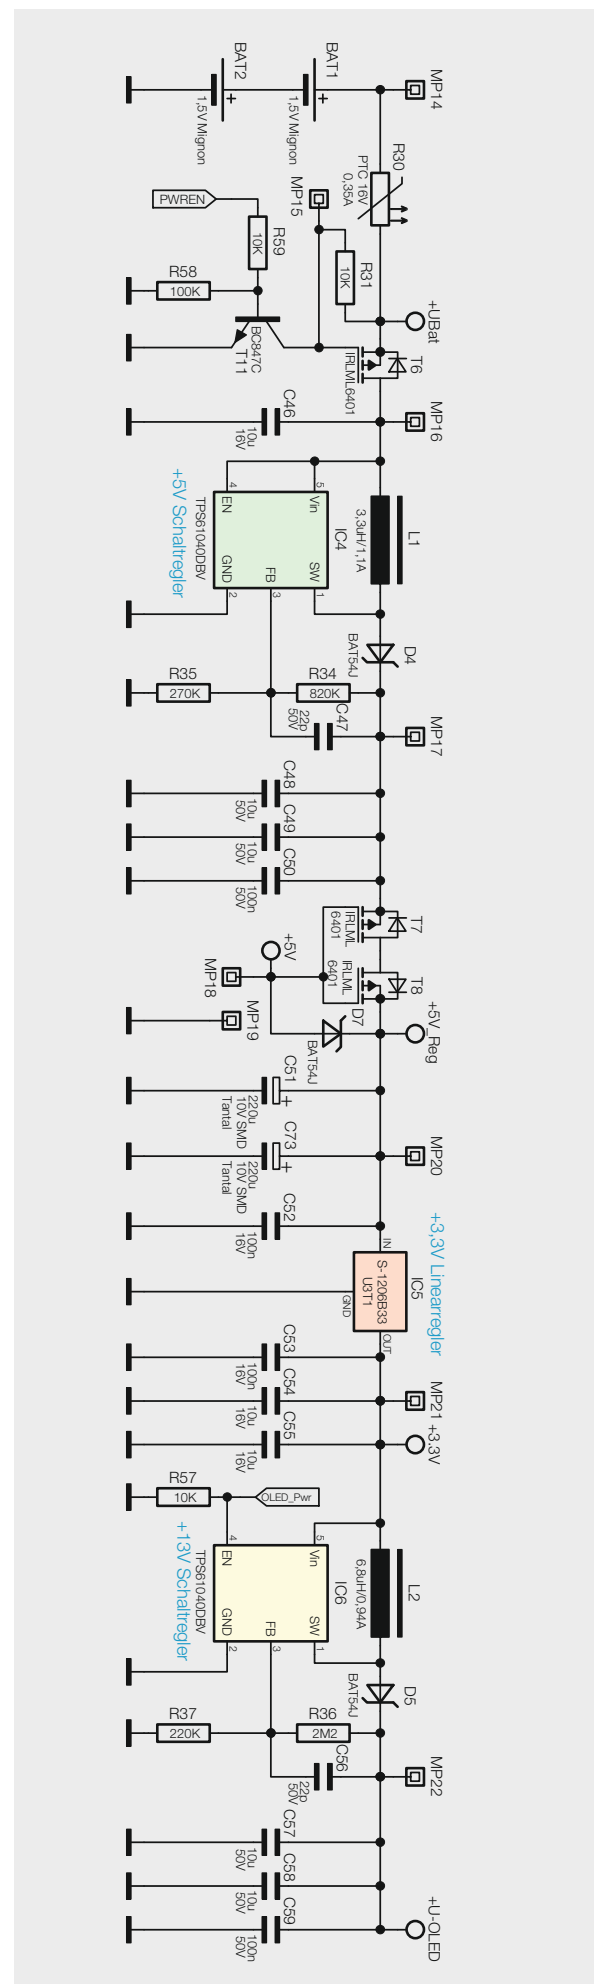 MP14
BAT1
1,5V Mignon
BAT2
1,5V Mignon
R30
PTC 16V
0,35A
MP15
PWREN
R59
10K
R31
10K
R58
100K
+UBat
BC847C
T11
T6
IRLML6401
MP16
C46
10u
16V
+5V Schaltregler
TPS61040DBV
IC4
4
EN
5
Vin
GND
2
FB
3
SW
1
L1
3,3uH/1,1A
D4
BAT54J
R35
270K
R34
820K
C47
22p
50V
MP17
C48
10u
50V
C49
10u
50V
C50
100n
50V
T7
IRLML
6401
T8
IRLML
6401
+5V
MP18
MP19
D7
BAT54J
+5V_Reg
C51
220u
10V SMD
Tantal
C73
220u
10V SMD
Tantal
MP20
C52
100n
16V
+3,3V Linearregler
IC5
S-1206B33
U3T1
IN
GND
OUT
C53
100n
16V
C54
10u
16V
C55
10u
16V
MP21
+3.3V
R57
10K
OLED_Pwr
+13V Schaltregler
TPS61040DBV
IC6
4
EN
5
Vin
GND
2
FB
3
SW
1
L2
6,8uH/0,94A
D5
BAT54J
R37
220K
R36
2M2
C56
22p
50V
MP22
C57
10u
50V
C58
10u
50V
C59
100n
50V
+U-OLED